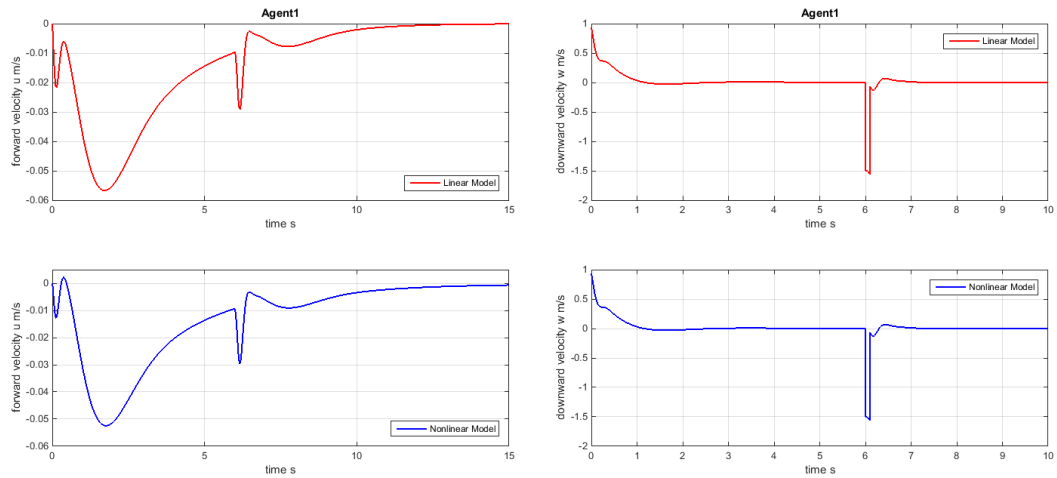 Agent1
forward velocity u m/s
0
-0.01
-0.02
-0.03
-0.04
-0.05
-0.06
Linear Model
0 5 10 15
time s
Agent1
downward velocity w m/s
1
0.5
0
-0.5
-1
-1.5
-2
Linear Model
0 1 2 3 4 5 6 7 8 9 10
time s
forward velocity u m/s
0
-0.01
-0.02
-0.03
-0.04
-0.05
-0.06
Nonlinear Model
0 5 10 15
time s
downward velocity w m/s
1
0.5
0
-0.5
-1
-1.5
-2
Nonlinear Model
0 1 2 3 4 5 6 7 8 9 10
time s